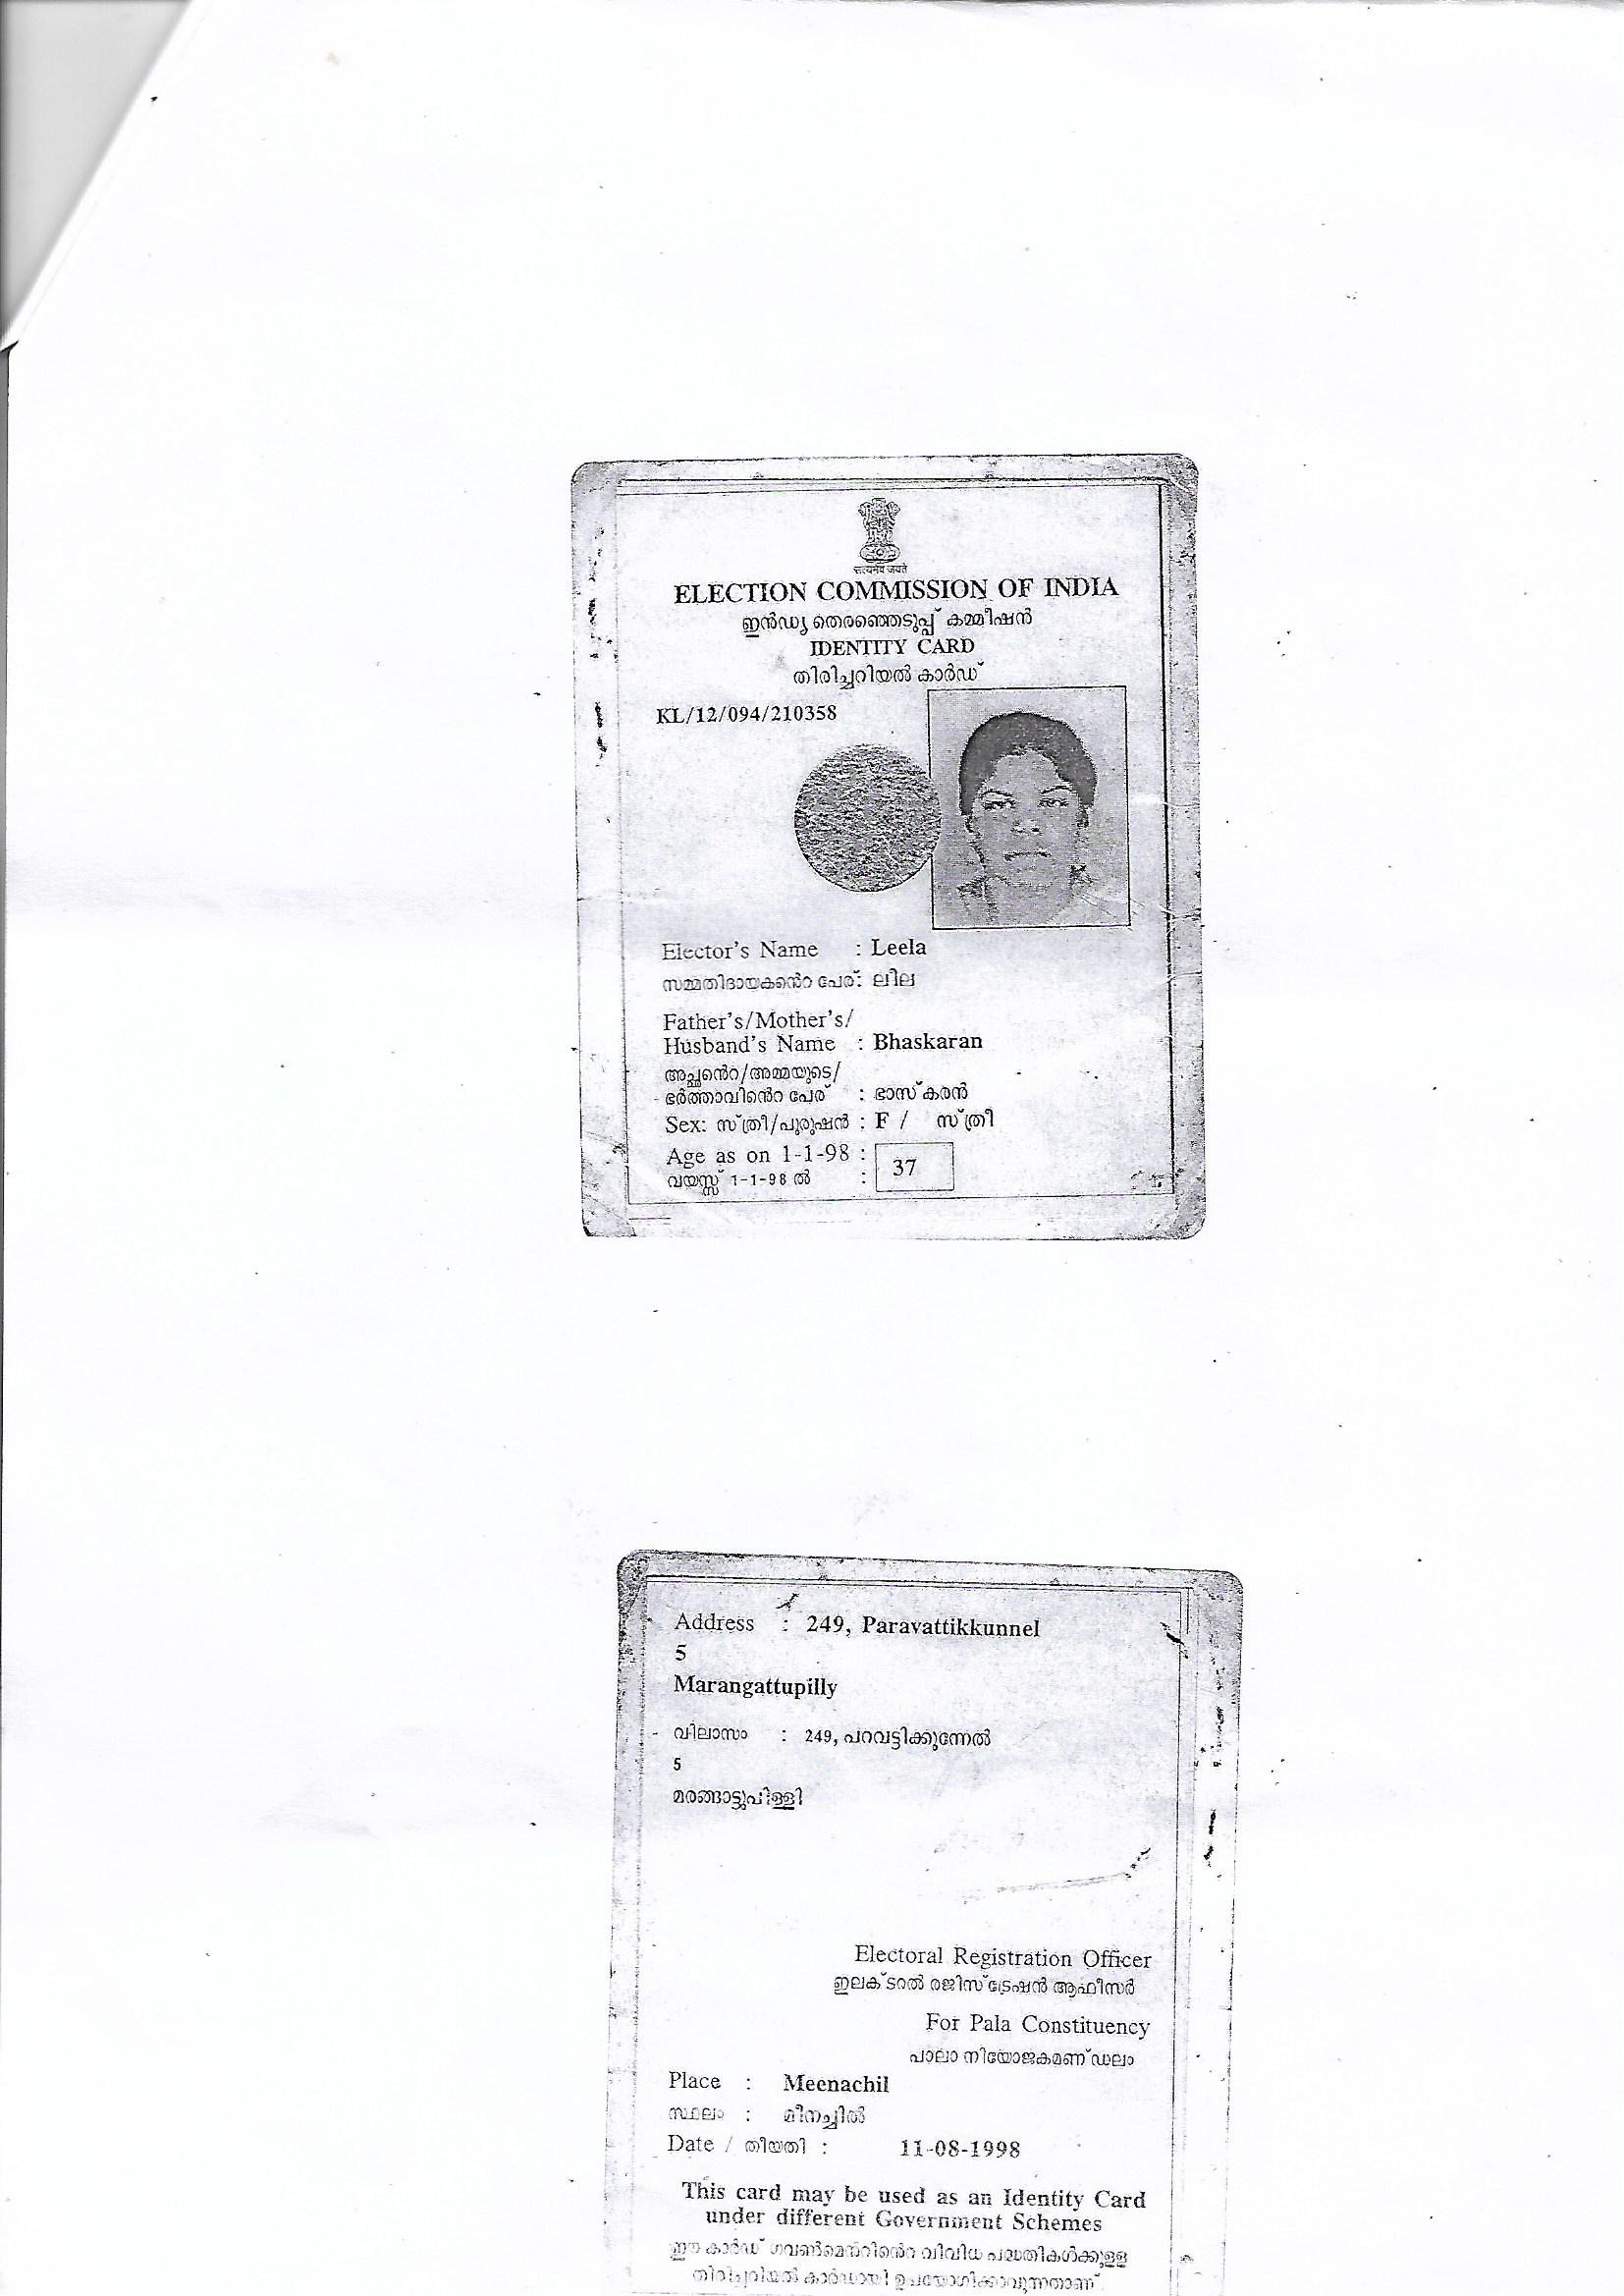 सत्यमेव जयते
ELECTION COMMISSION OF INDIA
ഇൻഡ്യ തെരഞ്ഞെടുപ്പ് കമ്മീഷൻ
IDENTITY CARD
തിരിച്ചറിയൽ കാർഡ്
KL/12/094/210358
Elector's Name : Leela
സമ്മതിദായകന്റെ പേര്: ലീല
Father's/Mother's/
Husband's Name : Bhaskaran
അച്ഛന്റെ/അമ്മയുടെ/
ഭർത്താവിന്റെ പേര് : ഭാസ്കരൻ
Sex: സ്ത്രീ/പുരുഷൻ : F / സ്ത്രീ
Age as on 1-1-98 : 37
വയസ്സ് 1-1-98 ൽ :
Address : 249, Paravattikkunnel
5
Marangattupilly
വിലാസം : 249, പറവട്ടിക്കുന്നേൽ
5
മരങ്ങാട്ടുപിള്ളി
Electoral Registration Officer
ഇലക്ടറൽ രജിസ്ട്രേഷൻ ആഫീസർ
For Pala Constituency
പാലാ നിയോജകമണ്ഡലം
Place : Meenachil
സ്ഥലം : മീനച്ചിൽ
Date / തീയതി : 11-08-1998
This card may be used as an Identity Card
under different Government Schemes
ഈ കാർഡ് ഗവൺമെന്റിന്റെ വിവിധ പദ്ധതികൾക്കുള്ള
തിരിച്ചറിയൽ കാർഡായി ഉപയോഗിക്കാവുന്നതാണ്